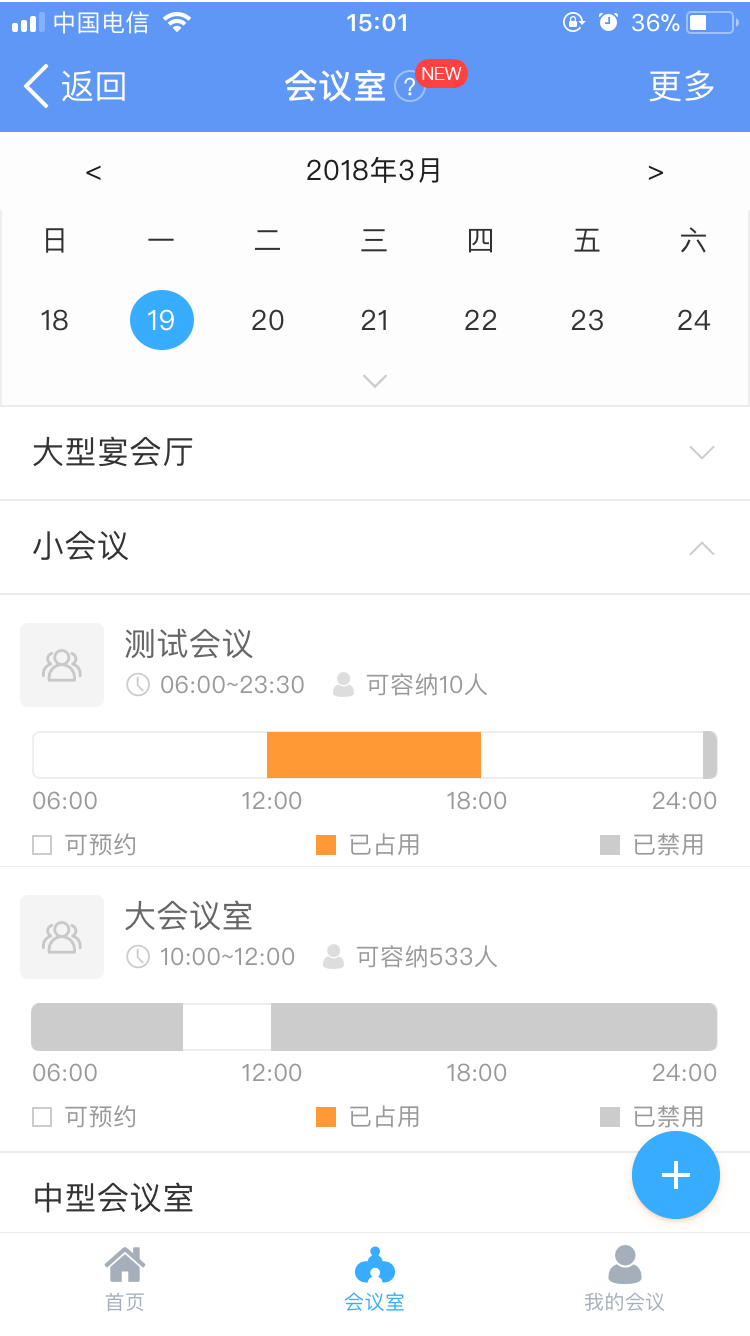 中国电信 15:01 36%
返回 会议室 ? NEW 更多
< 2018年3月 >
日 一 二 三 四 五 六
18 19 20 21 22 23 24
大型宴会厅
小会议
测试会议
06:00~23:30 可容纳10人
06:00 12:00 18:00 24:00
可预约 已占用 已禁用
大会议室
10:00~12:00 可容纳533人
06:00 12:00 18:00 24:00
可预约 已占用 已禁用
中型会议室
+
首页 会议室 我的会议